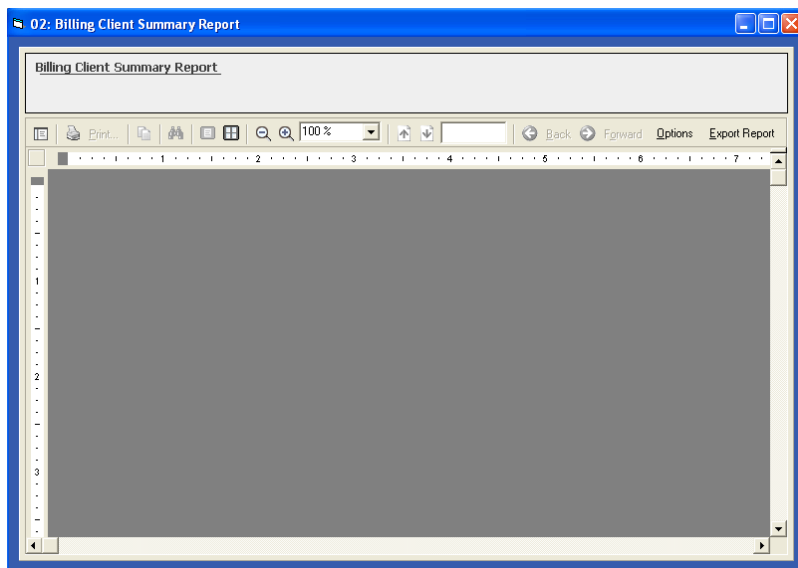 02: Billing Client Summary Report
Billing Client Summary Report
Print... 100 % Back Forward Options Export Report
1 2 3 4 5 6 7
1
2
3